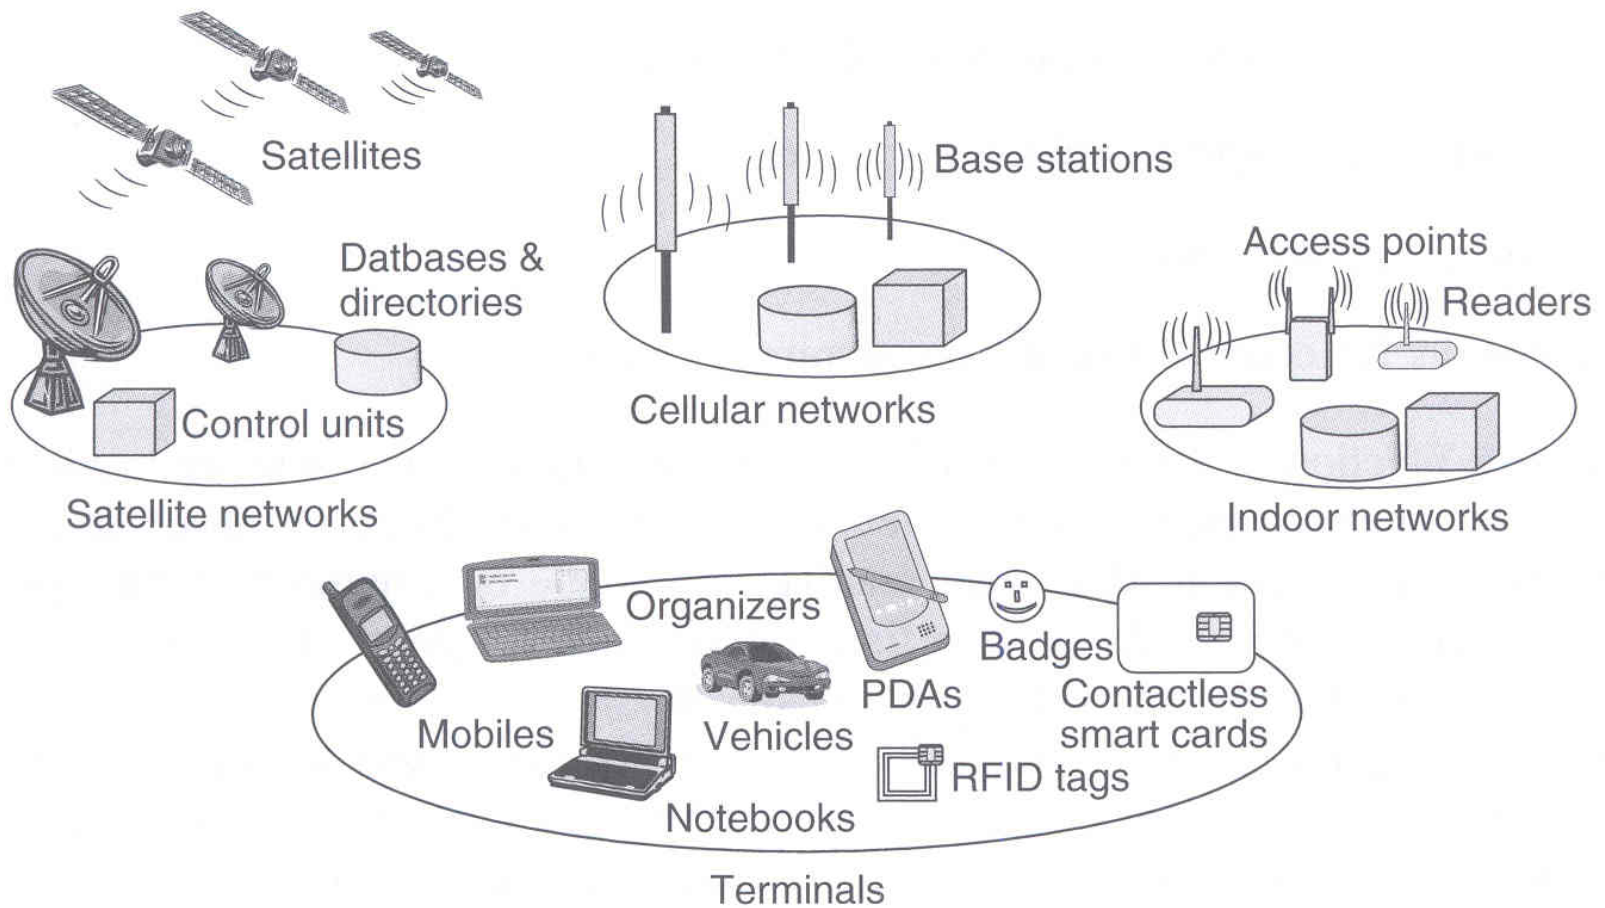 Satellites
Base stations
Datbases &
directories
Access points
Readers
Control units
Cellular networks
Satellite networks
Indoor networks
Organizers
Badges
PDAs
Contactless
smart cards
Mobiles
Vehicles
RFID tags
Notebooks
Terminals